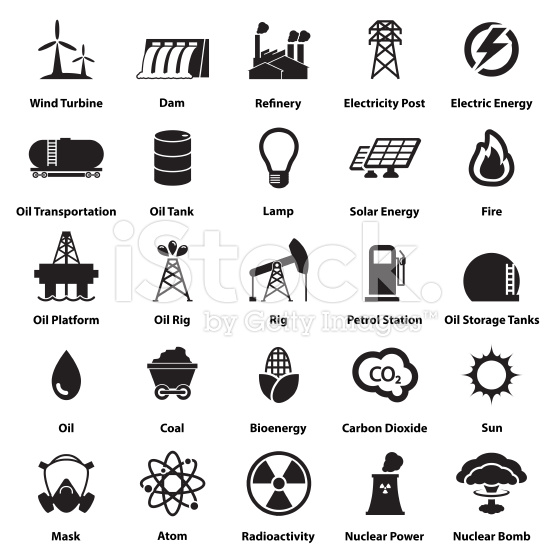 Wind Turbine
Dam
Refinery
Electricity Post
Electric Energy
Oil Transportation
Oil Tank
Lamp
Solar Energy
Fire
iStock.
by Getty Images™
Oil Platform
Oil Rig
Rig
Petrol Station
Oil Storage Tanks
CO2
Oil
Coal
Bioenergy
Carbon Dioxide
Sun
Mask
Atom
Radioactivity
Nuclear Power
Nuclear Bomb